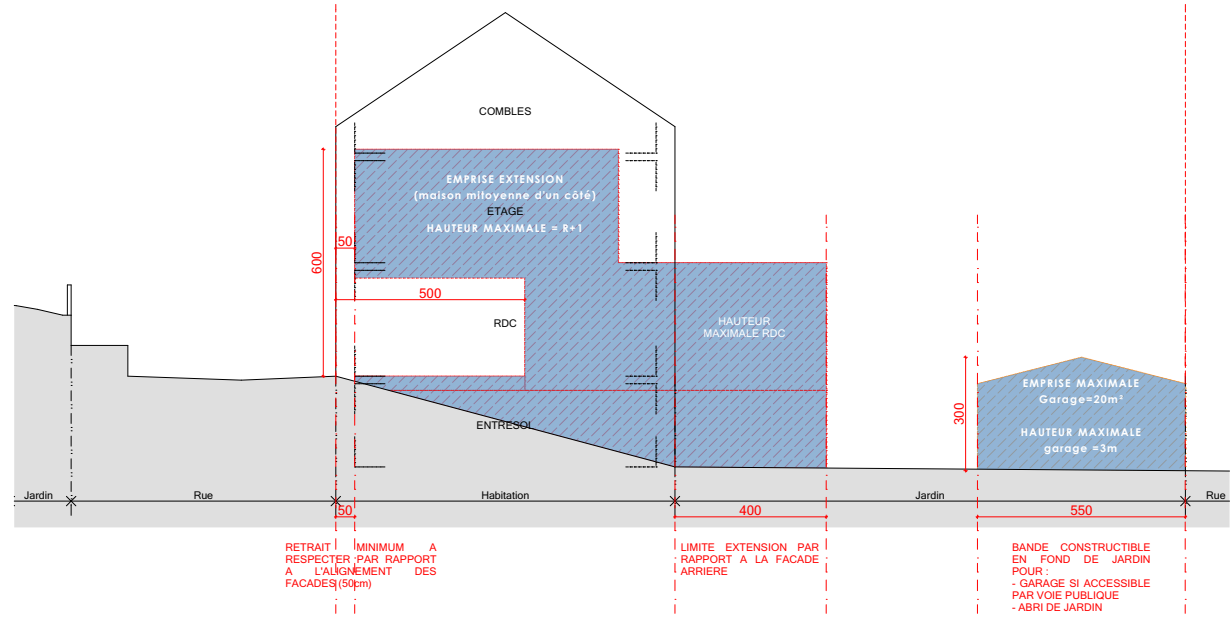 COMBLES
EMPRISE EXTENSION
(maison mitoyenne d'un côté)
ETAGE
HAUTEUR MAXIMALE = R+1
50
600
500
RDC
HAUTEUR
MAXIMALE RDC
EMPRISE MAXIMALE
Garage=20m²
HAUTEUR MAXIMALE
garage =3m
300
ENTRESOL
Jardin
Rue
Habitation
Jardin
Rue
50
400
550
RETRAIT MINIMUM A
RESPECTER PAR RAPPORT
A L'ALIGNEMENT DES
FACADES (50cm)
LIMITE EXTENSION PAR
RAPPORT A LA FACADE
ARRIERE
BANDE CONSTRUCTIBLE
EN FOND DE JARDIN
POUR :
- GARAGE SI ACCESSIBLE
PAR VOIE PUBLIQUE
- ABRI DE JARDIN